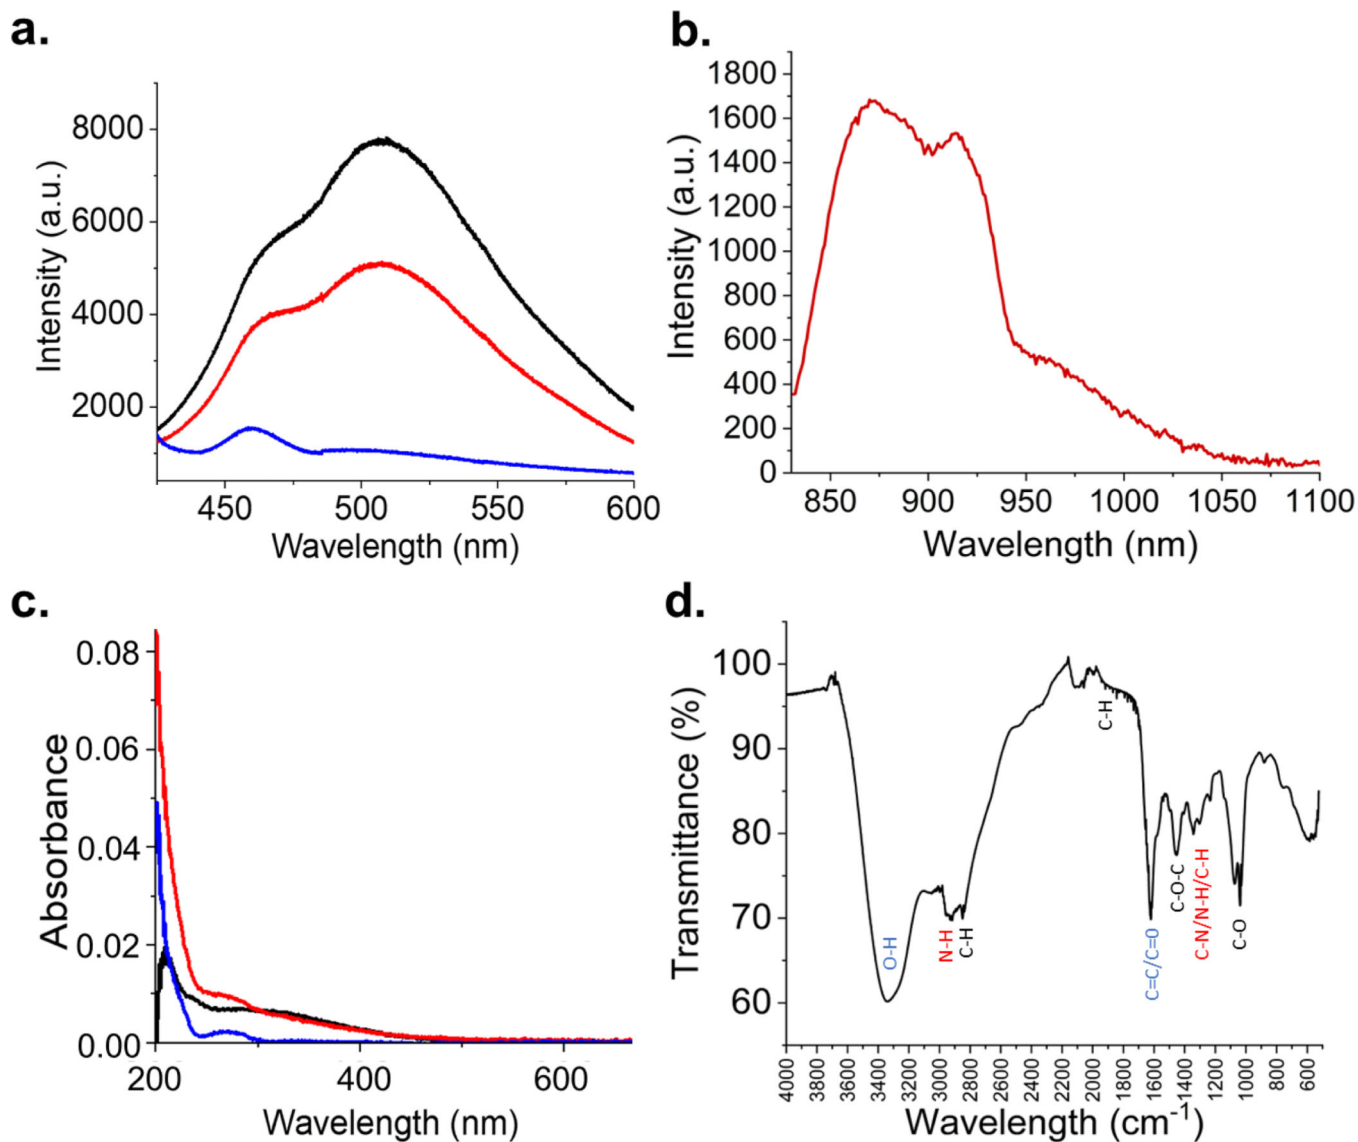 a.
8000
6000
4000
2000
Intensity (a.u.)
450
500
550
600
Wavelength (nm)
b.
1800
1600
1400
1200
1000
800
600
400
200
0
Intensity (a.u.)
850
900
950
1000
1050
1100
Wavelength (nm)
c.
0.08
0.06
0.04
0.02
0.00
Absorbance
200
400
600
Wavelength (nm)
d.
100
90
80
70
60
Transmittance (%)
O-H
N-H
C-H
C-H
C=C/C=0
C-O-C
C-N/N-H/C-H
C-O
4000
3800
3600
3400
3200
3000
2800
2600
2400
2200
2000
1800
1600
1400
1200
1000
800
600
Wavelength (cm⁻¹)